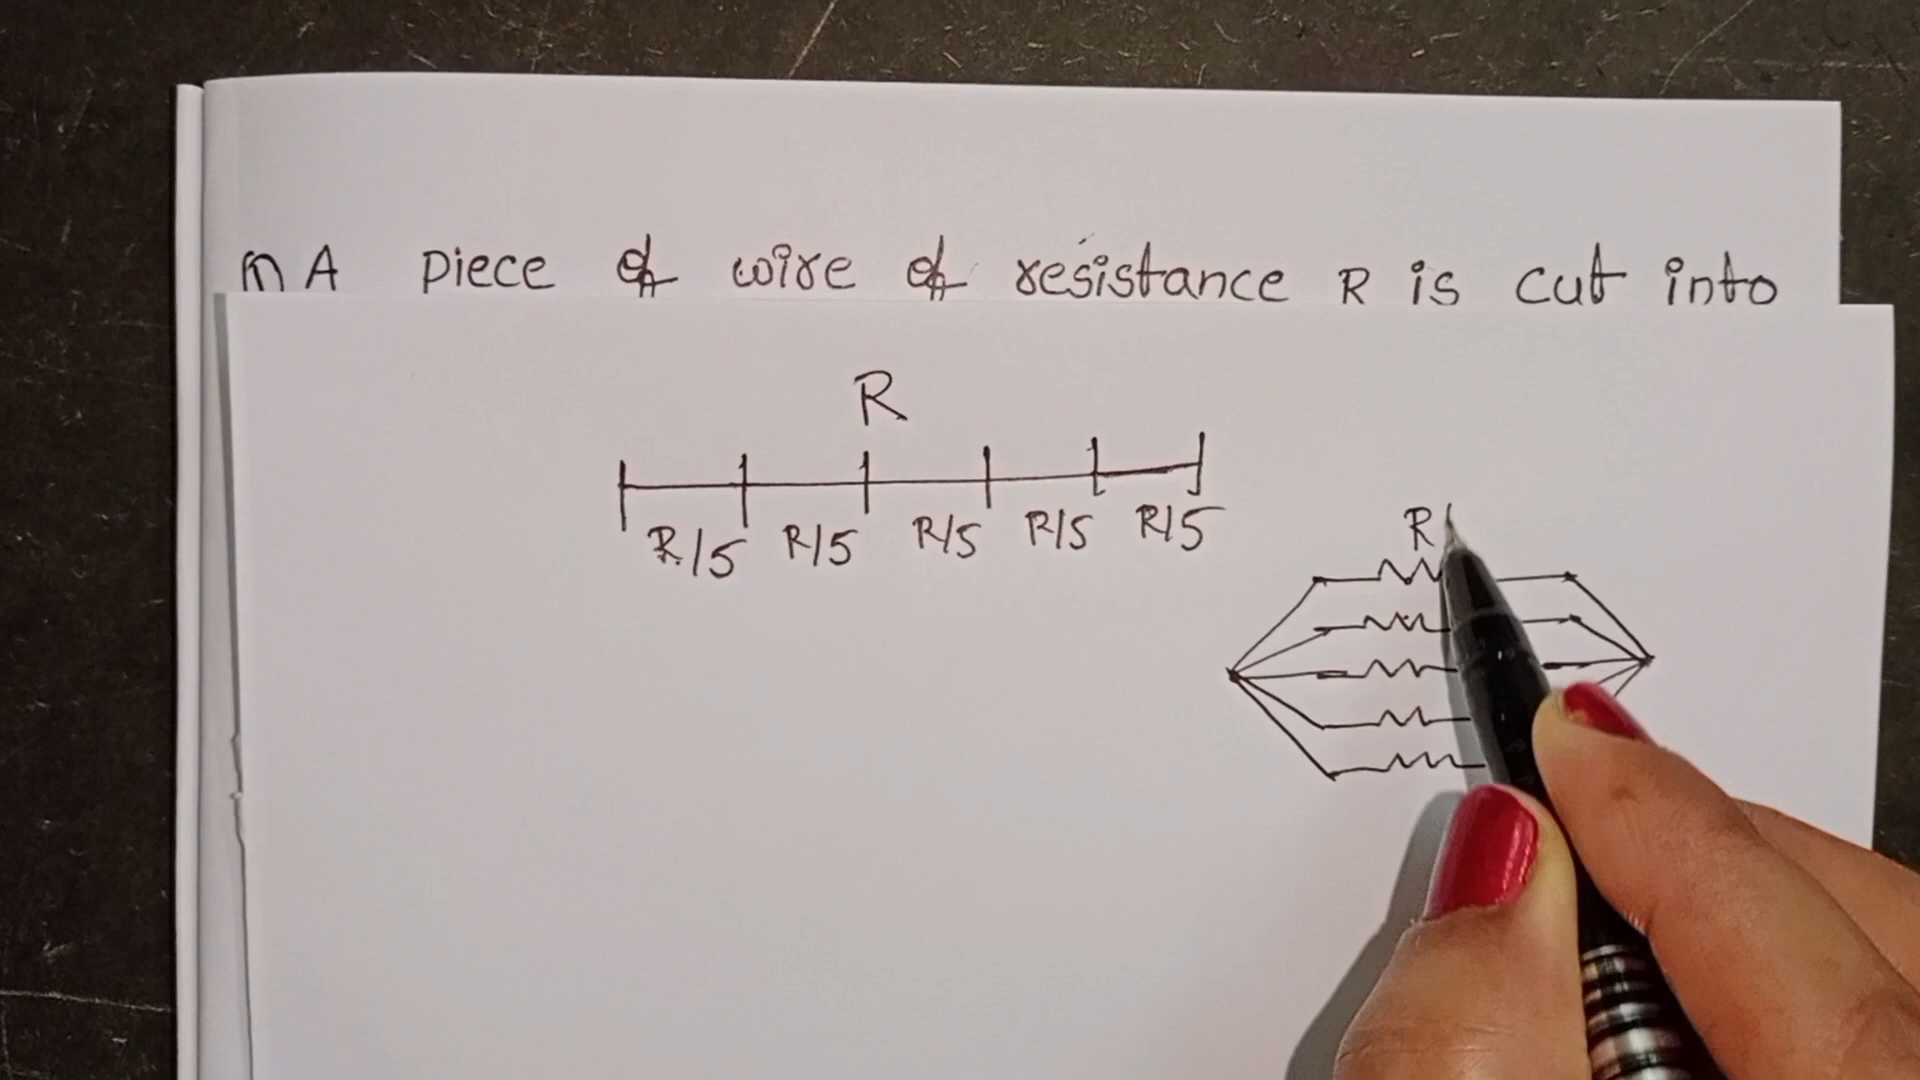 A piece of wire of resistance R is cut into
R
R/5 R/5 R/5 R/5 R/5
R/